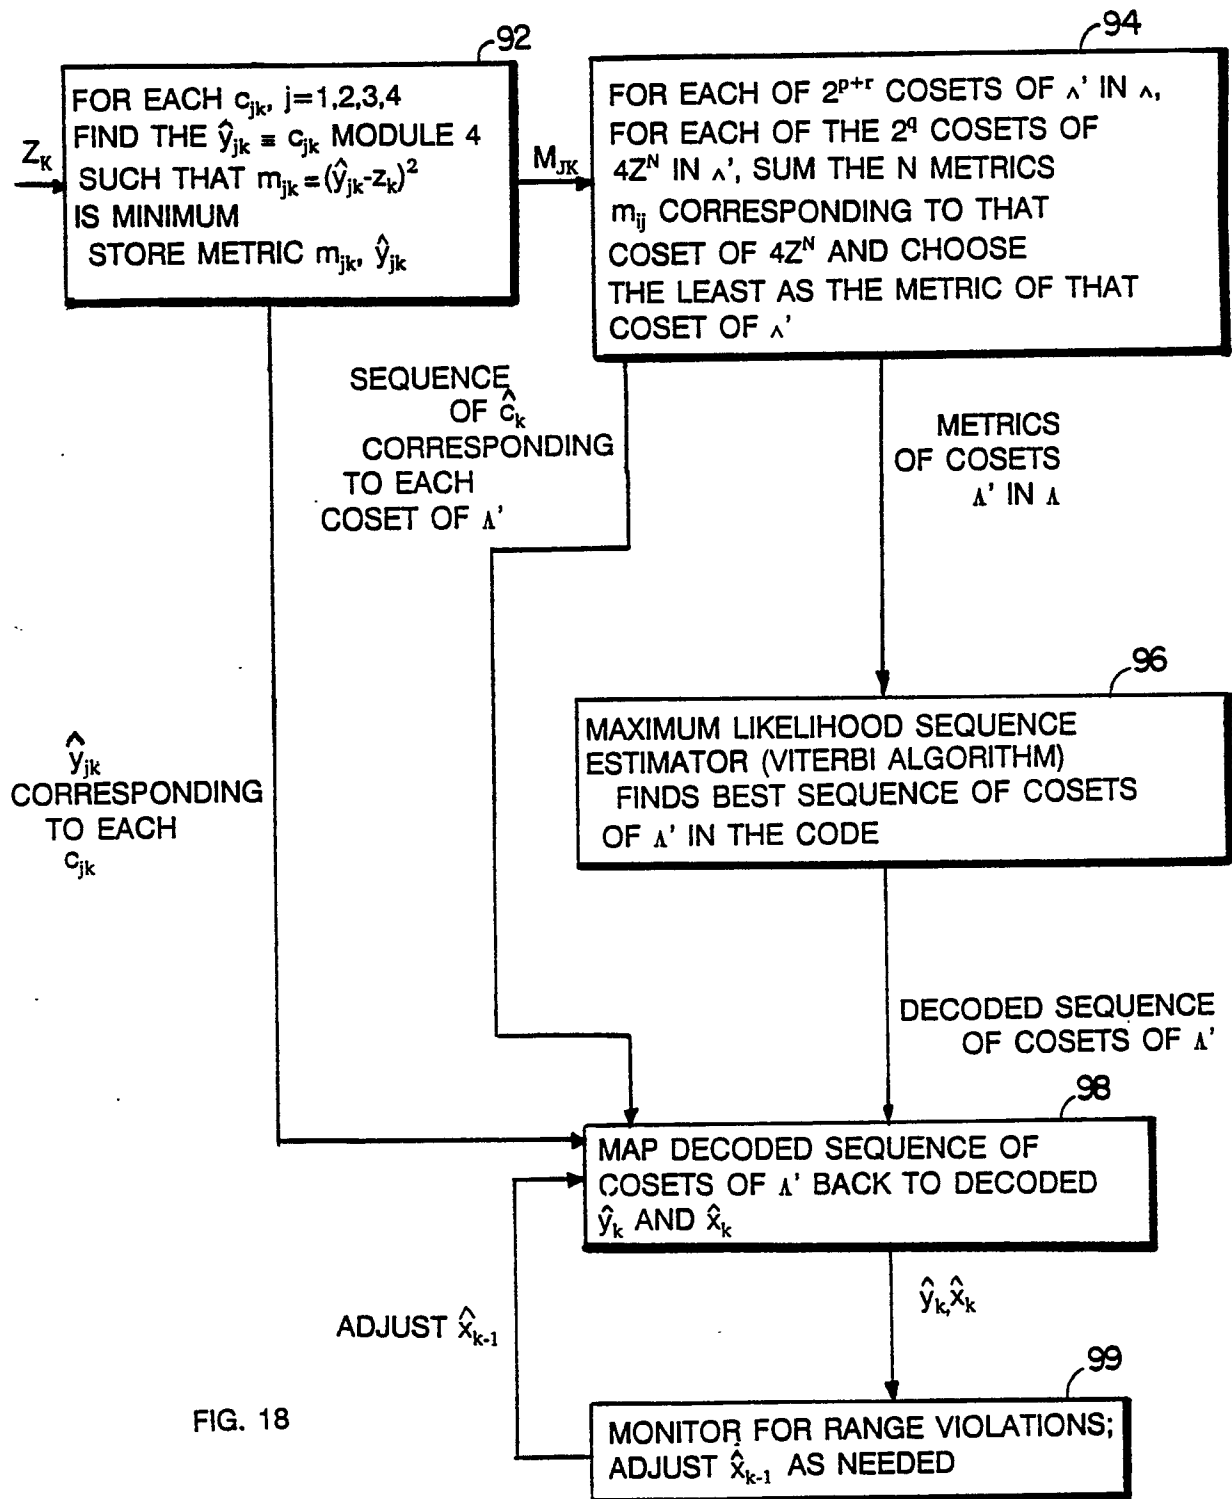 92
FOR EACH c_jk, j=1,2,3,4
FIND THE ŷ_jk ≡ c_jk MODULE 4
SUCH THAT m_jk = (ŷ_jk-z_k)²
IS MINIMUM
STORE METRIC m_jk, ŷ_jk
Z_K
M_JK
94
FOR EACH OF 2^(p+r) COSETS OF ʌ' IN ʌ,
FOR EACH OF THE 2^q COSETS OF
4Z^N IN ʌ', SUM THE N METRICS
m_ij CORRESPONDING TO THAT
COSET OF 4Z^N AND CHOOSE
THE LEAST AS THE METRIC OF THAT
COSET OF ʌ'
SEQUENCE
OF ĉ_k
CORRESPONDING
TO EACH
COSET OF Λ'
METRICS
OF COSETS
Λ' IN Λ
96
MAXIMUM LIKELIHOOD SEQUENCE
ESTIMATOR (VITERBI ALGORITHM)
FINDS BEST SEQUENCE OF COSETS
OF Λ' IN THE CODE
ŷ_jk
CORRESPONDING
TO EACH
c_jk
DECODED SEQUENCE
OF COSETS OF Λ'
98
MAP DECODED SEQUENCE OF
COSETS OF Λ' BACK TO DECODED
ŷ_k AND x̂_k
ŷ_k, x̂_k
ADJUST x̂_k-1
99
MONITOR FOR RANGE VIOLATIONS;
ADJUST x̂_k-1 AS NEEDED
FIG. 18